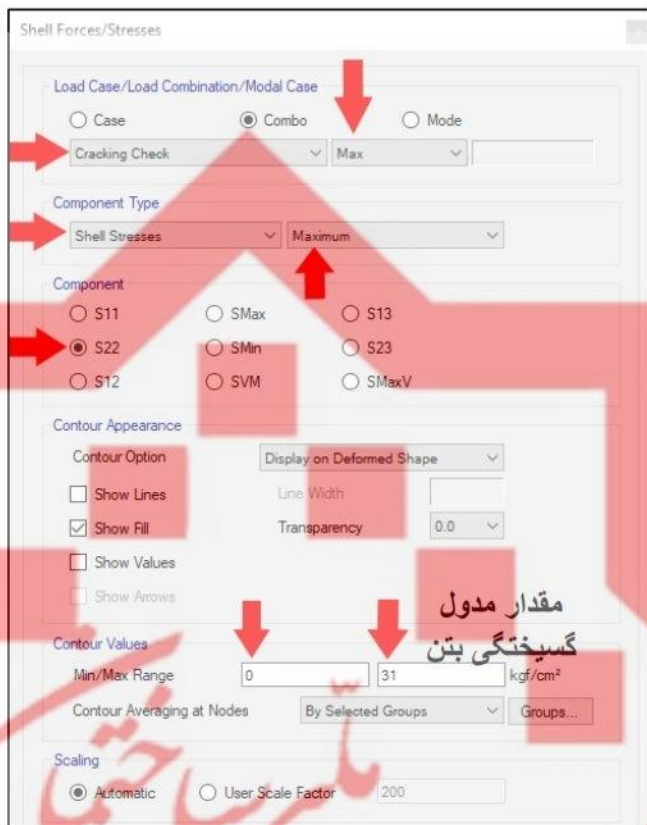 Shell Forces/Stresses
Load Case/Load Combination/Modal Case
Case Combo Mode
Cracking Check Max
Component Type
Shell Stresses Maximum
Component
S11 SMax S13
S22 SMin S23
S12 SVM SMaxV
Contour Appearance
Contour Option Display on Deformed Shape
Show Lines Line Width
Show Fill Transparency 0.0
Show Values
Show Arrows
مقدار مدول
گسیختگی بتن
Contour Values
Min/Max Range 0 31 kgf/cm²
Contour Averaging at Nodes By Selected Groups Groups...
Scaling
Automatic User Scale Factor 200